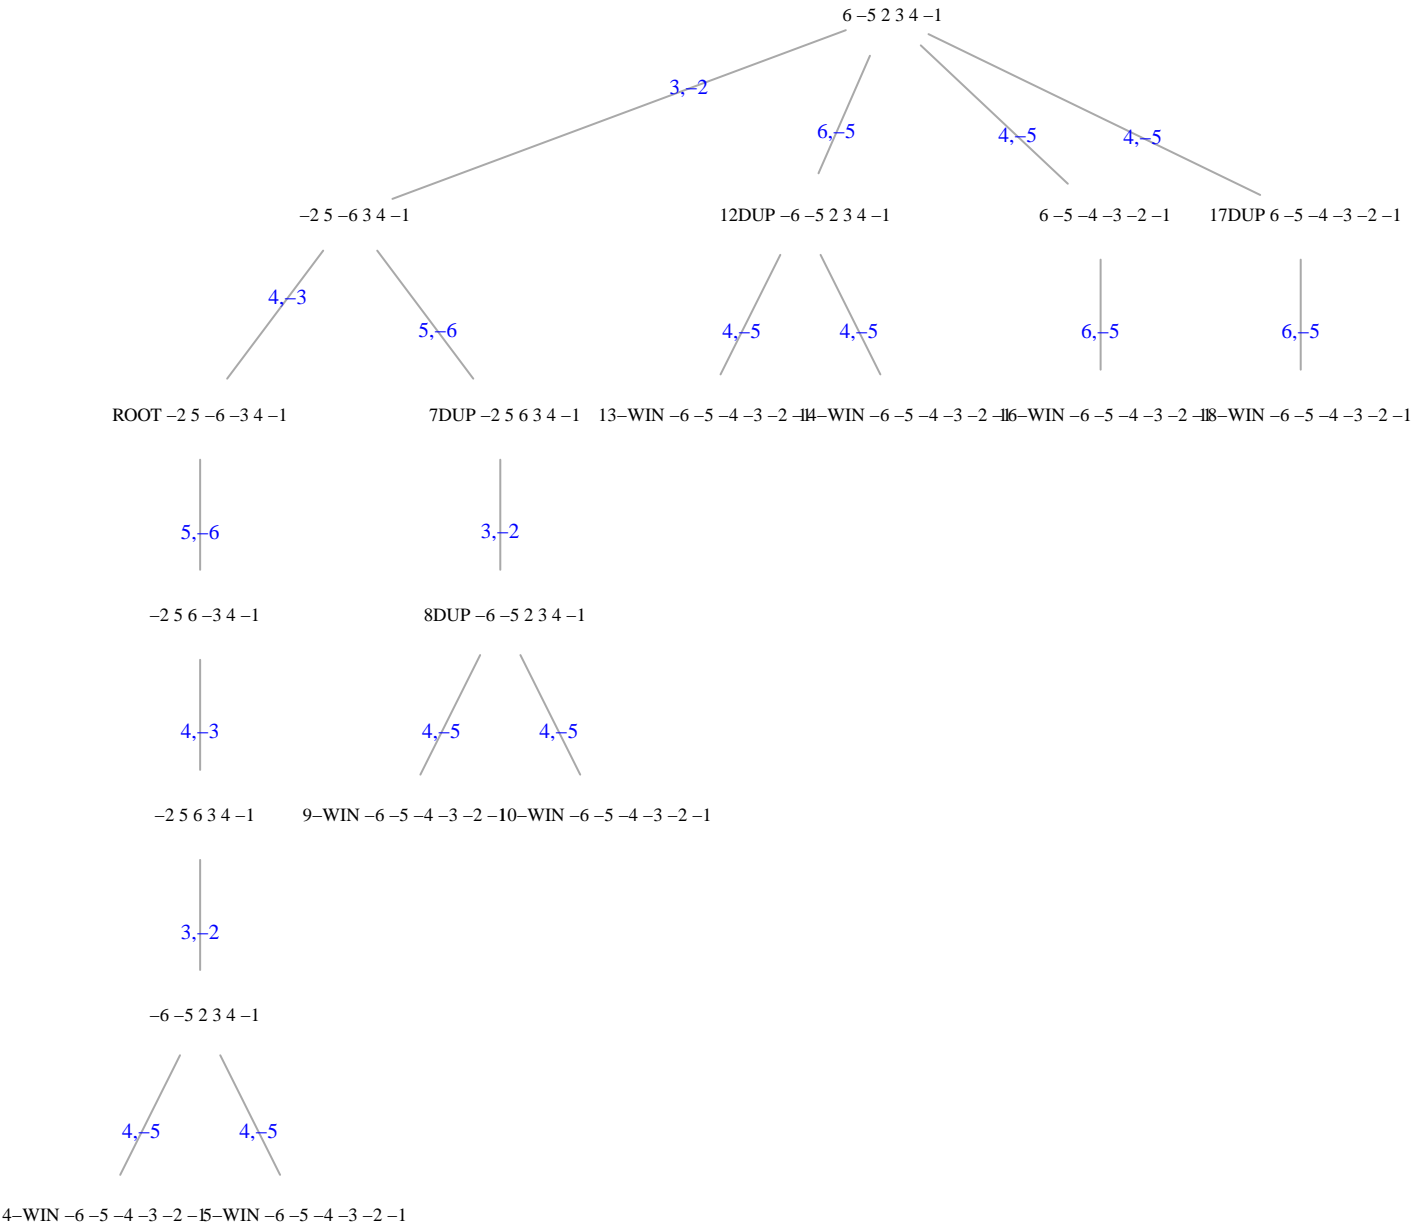 6 –5 2 3 4 –1
3,–2
6,–5
4,–5
4,–5
–2 5 –6 3 4 –1
12DUP –6 –5 2 3 4 –1
6 –5 –4 –3 –2 –1
17DUP 6 –5 –4 –3 –2 –1
4,–3
5,–6
4,–5
4,–5
6,–5
6,–5
ROOT –2 5 –6 –3 4 –1
7DUP –2 5 6 3 4 –1
13–WIN –6 –5 –4 –3 –2 –1
14–WIN –6 –5 –4 –3 –2 –1
16–WIN –6 –5 –4 –3 –2 –1
18–WIN –6 –5 –4 –3 –2 –1
5,–6
3,–2
–2 5 6 –3 4 –1
8DUP –6 –5 2 3 4 –1
4,–3
4,–5
4,–5
–2 5 6 3 4 –1
9–WIN –6 –5 –4 –3 –2 –1
10–WIN –6 –5 –4 –3 –2 –1
3,–2
–6 –5 2 3 4 –1
4,–5
4,–5
4–WIN –6 –5 –4 –3 –2 –1
5–WIN –6 –5 –4 –3 –2 –1